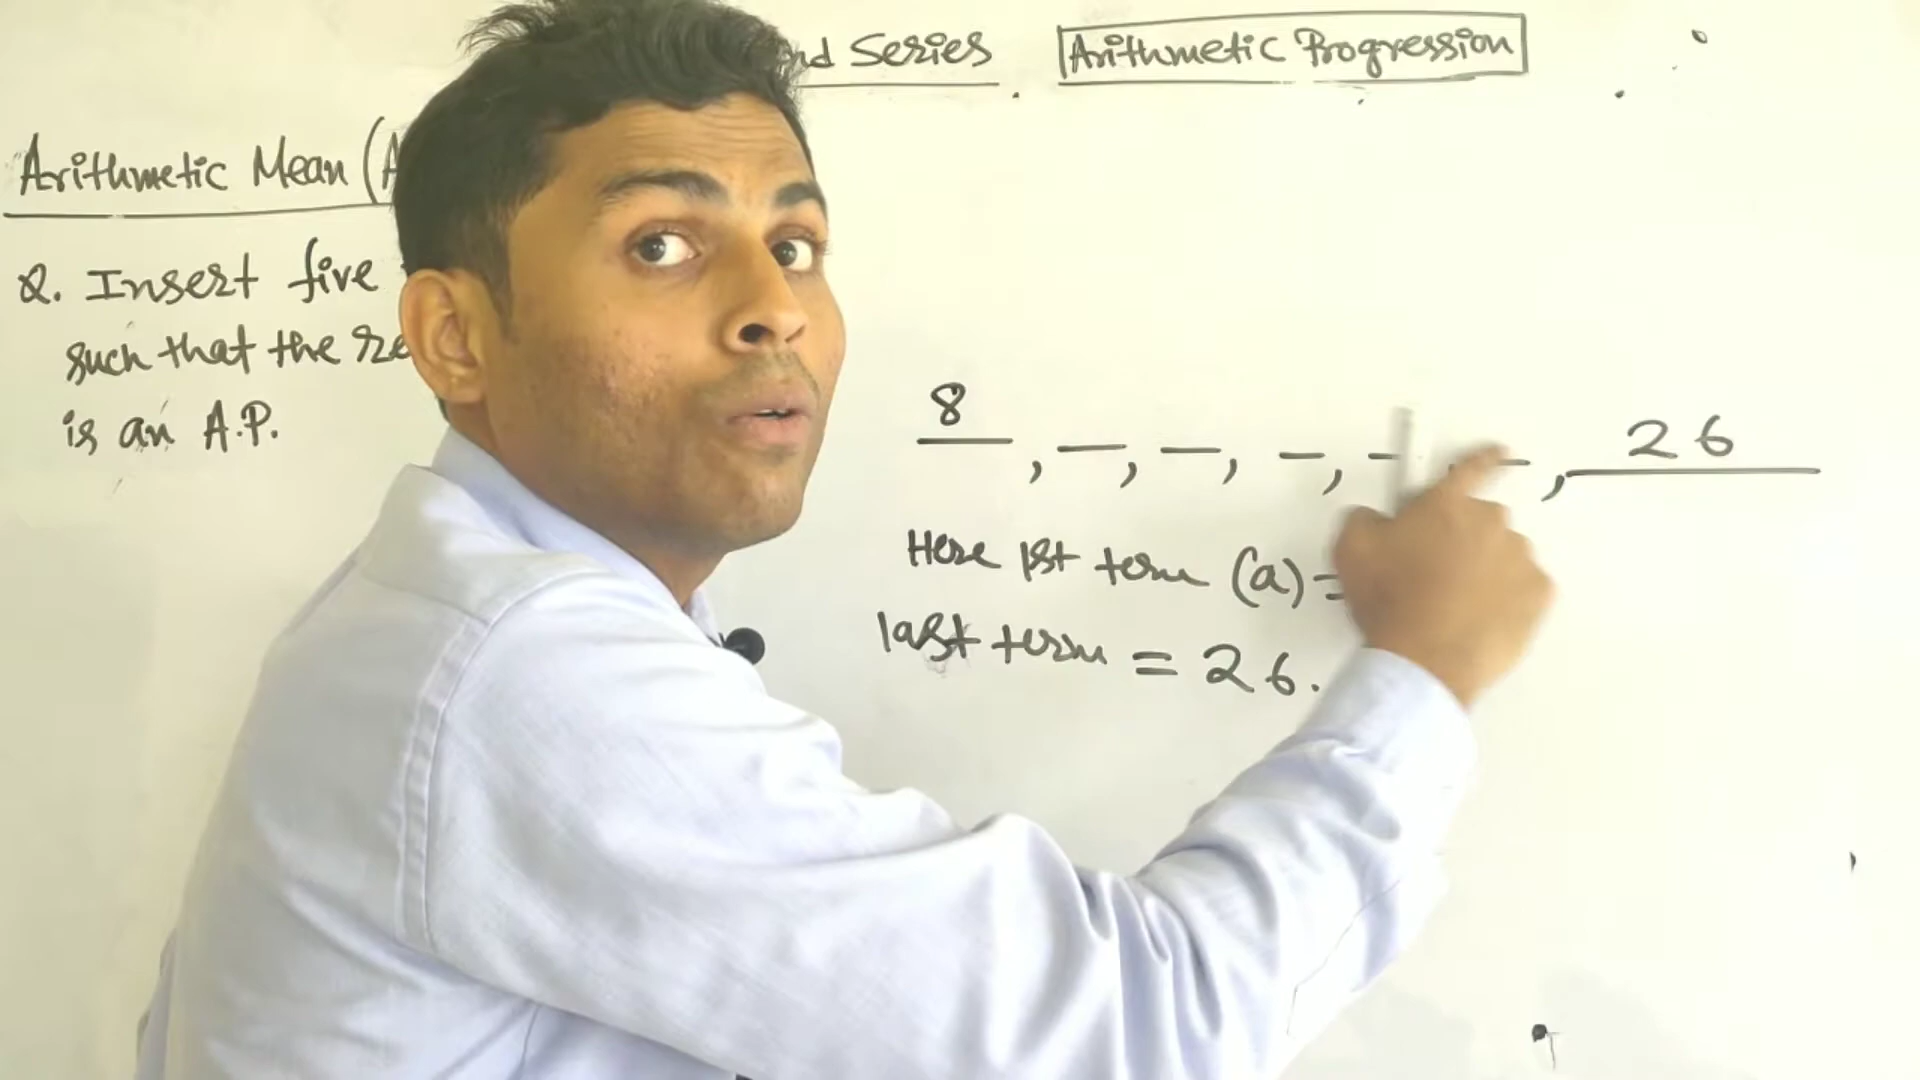 nd Series Arithmetic Progression
Arithmetic Mean (A
Q. Insert five
such that the re
is an A.P.
8, —, —, —, —, —, 26
Here 1st term (a) =
last term = 26.